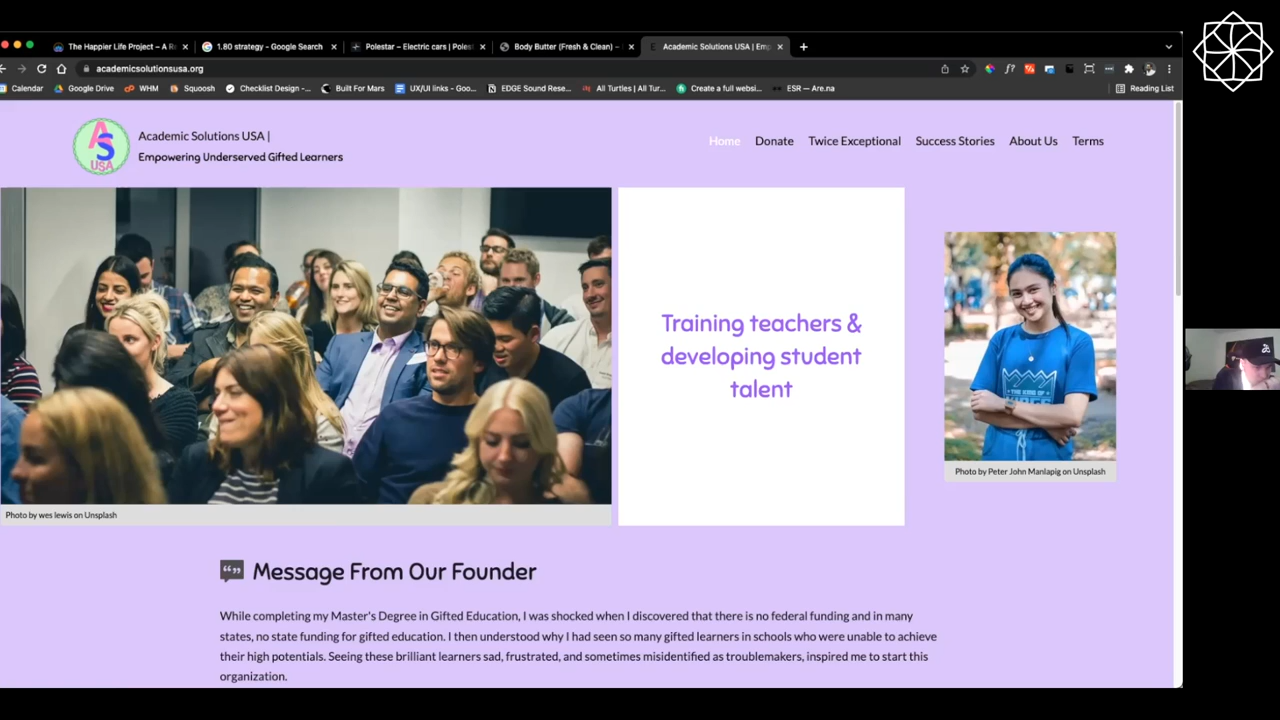 The Happier Life Project – A Re
1.80 strategy - Google Search
Polestar – Electric cars | Poles
Body Butter (Fresh & Clean) –
Academic Solutions USA | Emp
academicsolutionsusa.org
Calendar
Google Drive
WHM
Squoosh
Checklist Design -...
Built For Mars
UX/UI links - Goo...
EDGE Sound Rese...
All Turtles | All Tur...
Create a full websi...
ESR — Are.na
Reading List
A
S
USA
Academic Solutions USA |
Empowering Underserved Gifted Learners
Home Donate Twice Exceptional Success Stories About Us Terms
Training teachers &
developing student
talent
Photo by wes lewis on Unsplash
Photo by Peter John Manlapig on Unsplash
Message From Our Founder
While completing my Master's Degree in Gifted Education, I was shocked when I discovered that there is no federal funding and in many
states, no state funding for gifted education. I then understood why I had seen so many gifted learners in schools who were unable to achieve
their high potentials. Seeing these brilliant learners sad, frustrated, and sometimes misidentified as troublemakers, inspired me to start this
organization.